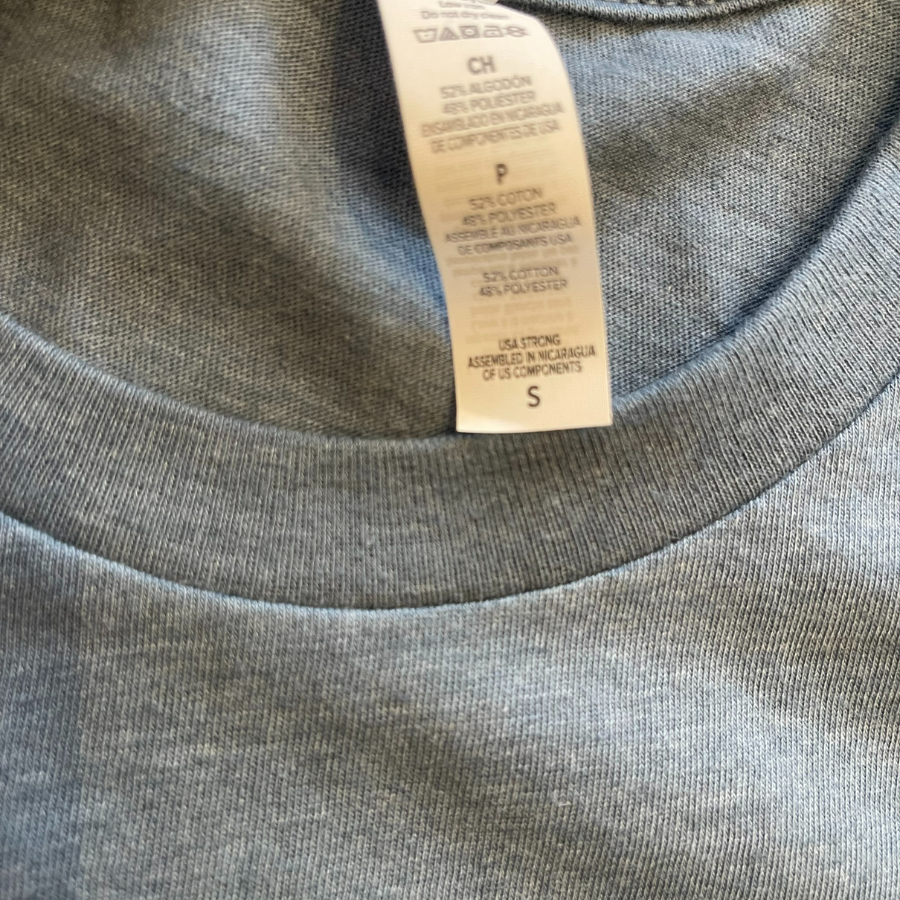 Low iron
Do not dry clean
CH
52% ALGODÓN
48% POLIESTER
ENSAMBLADO EN NICARAGUA
DE COMPONENTES DE USA
P
52% COTON
48% POLYESTER
ASSEMBLÉ AU NICARAGUA
DE COMPOSANTS USA
52% COTTON
48% POLYESTER
USA STRONG
ASSEMBLED IN NICARAGUA
OF US COMPONENTS
S